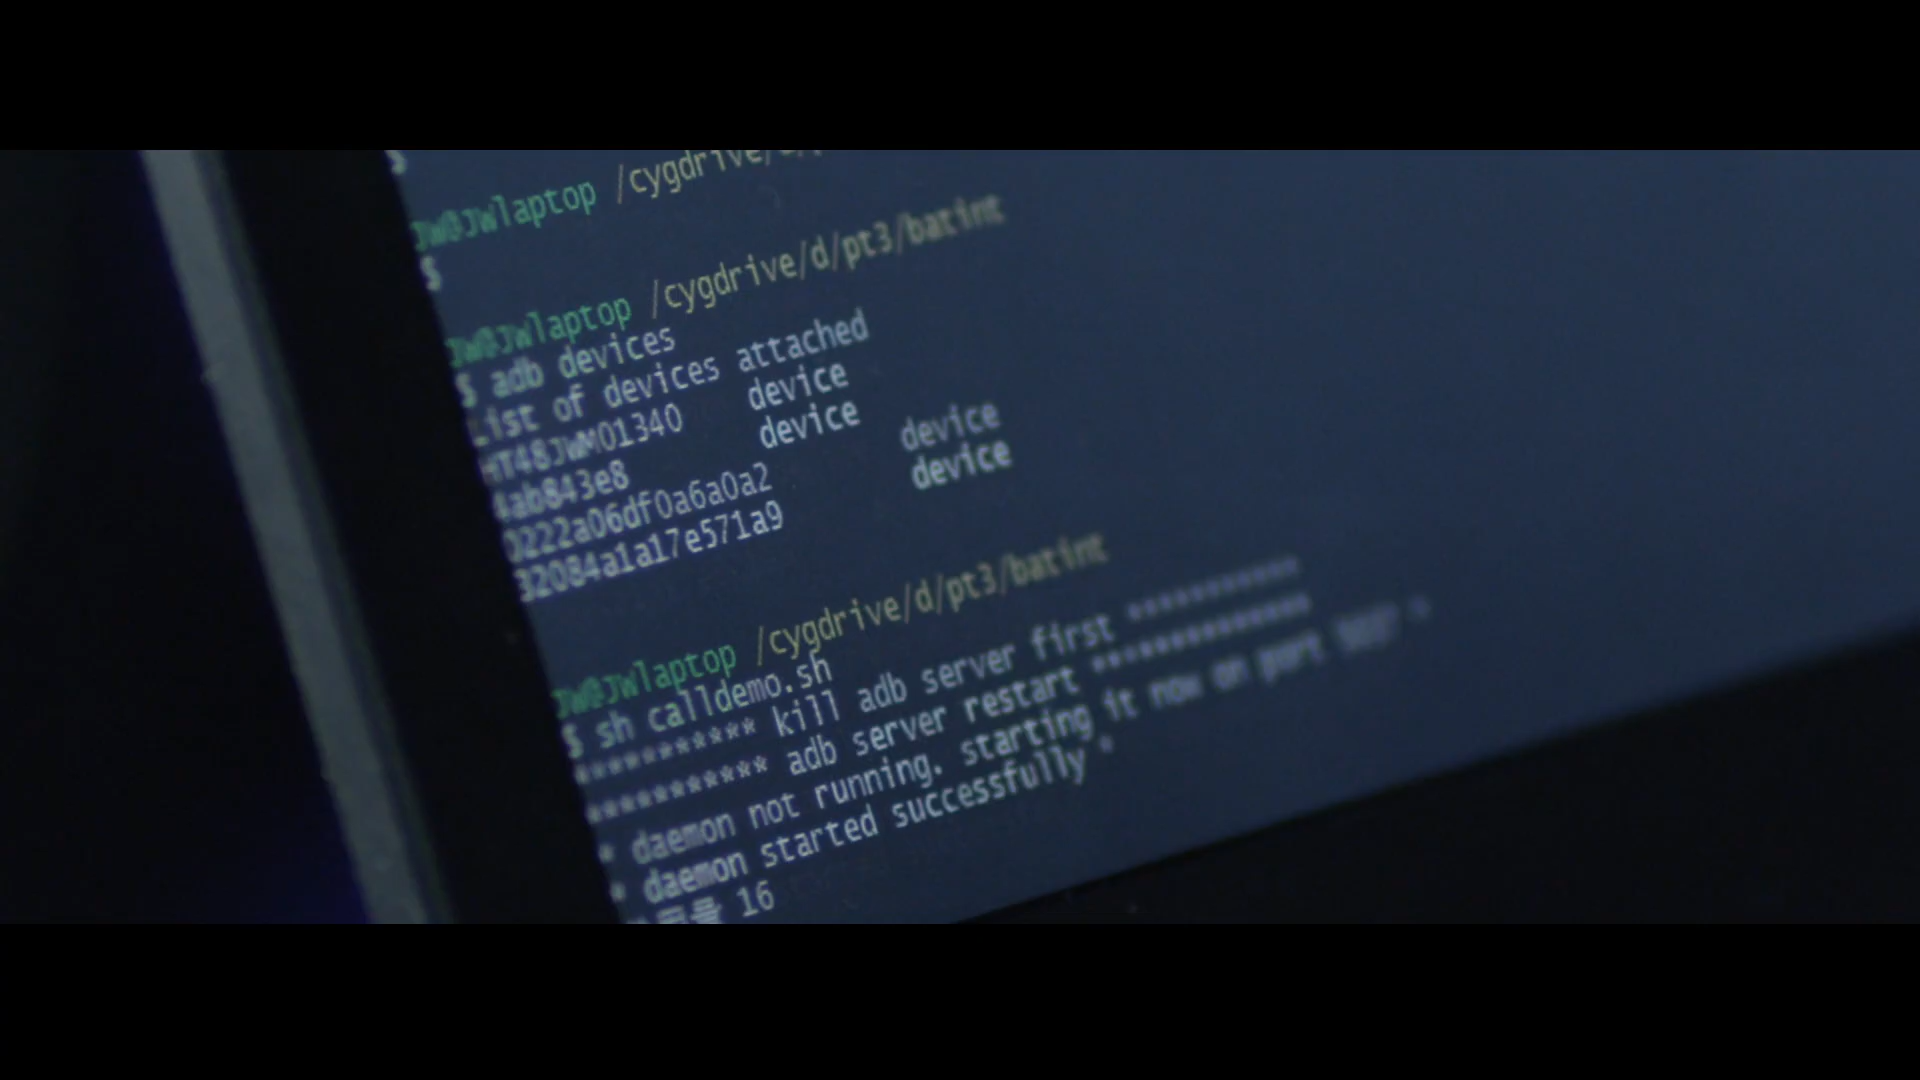 $
JW@JWlaptop /cygdrive/
$
JW@JWlaptop /cygdrive/d/pt3/batint
$ adb devices
List of devices attached
HT48JWM01340 device
4ab843e8 device
0222a06df0a6a0a2 device
32084a1a17e571a9 device
JW@JWlaptop /cygdrive/d/pt3/batint
$ sh calldemo.sh
*********** kill adb server first ************
*********** adb server restart ***************
* daemon not running. starting it now on port
* daemon started successfully *
16